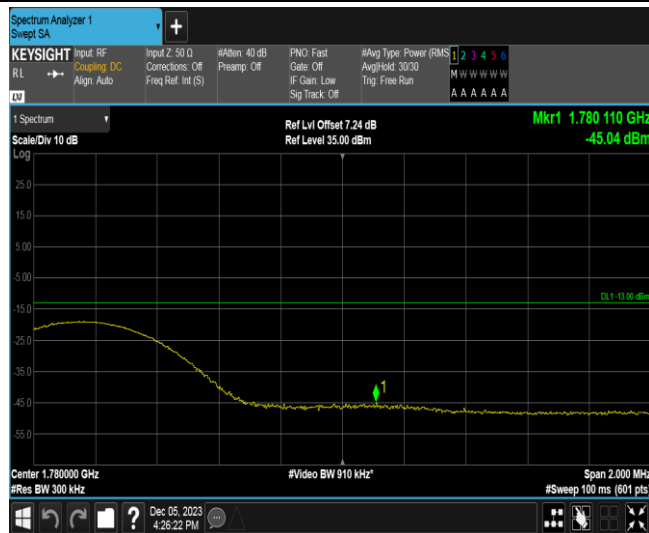 Spectrum Analyzer 1
Swept SA
+
KEYSIGHT
RL
LXI
Input: RF
Coupling: DC
Align: Auto
Input Z: 50 Ω
Corrections: Off
Freq Ref: Int (S)
#Atten: 40 dB
Preamp: Off
PNO: Fast
Gate: Off
IF Gain: Low
Sig Track: Off
#Avg Type: Power (RMS
Avg|Hold: 30/30
Trig: Free Run
1 2 3 4 5 6
M W W W W W
A A A A A A
1 Spectrum
Scale/Div 10 dB
Log
Ref Lvl Offset 7.24 dB
Ref Level 35.00 dBm
Mkr1 1.780 110 GHz
-45.04 dBm
25.0
15.0
5.00
-5.00
-15.0
-25.0
-35.0
-45.0
-55.0
DL1 -13.00 dBm
1
Center 1.780000 GHz
#Res BW 300 kHz
#Video BW 910 kHz*
Span 2.000 MHz
#Sweep 100 ms (601 pts)
?
Dec 05, 2023
4:26:22 PM